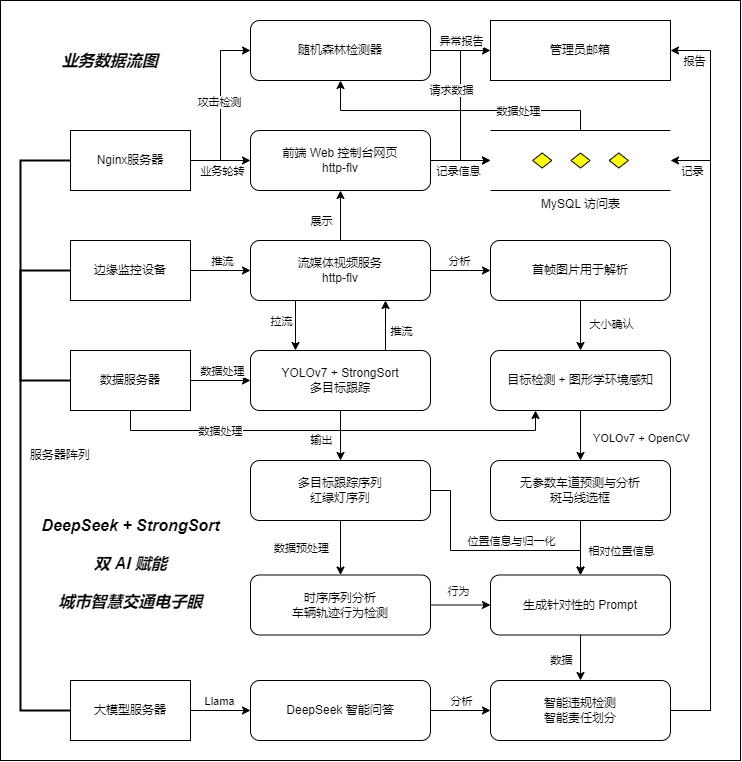 业务数据流图
随机森林检测器
异常报告
管理员邮箱
报告
攻击检测
请求数据
数据处理
Nginx服务器
业务轮转
前端 Web 控制台网页
http-flv
记录信息
记录
MySQL 访问表
展示
边缘监控设备
推流
流媒体视频服务
http-flv
分析
首帧图片用于解析
拉流
推流
大小确认
数据服务器
数据处理
YOLOv7 + StrongSort
多目标跟踪
目标检测 + 图形学环境感知
数据处理
输出
YOLOv7 + OpenCV
服务器阵列
多目标跟踪序列
红绿灯序列
无参数车道预测与分析
斑马线选框
DeepSeek + StrongSort
双 AI 赋能
城市智慧交通电子眼
数据预处理
位置信息与归一化
相对位置信息
时序序列分析
车辆轨迹行为检测
行为
生成针对性的 Prompt
数据
大模型服务器
Llama
DeepSeek 智能问答
分析
智能违规检测
智能责任划分